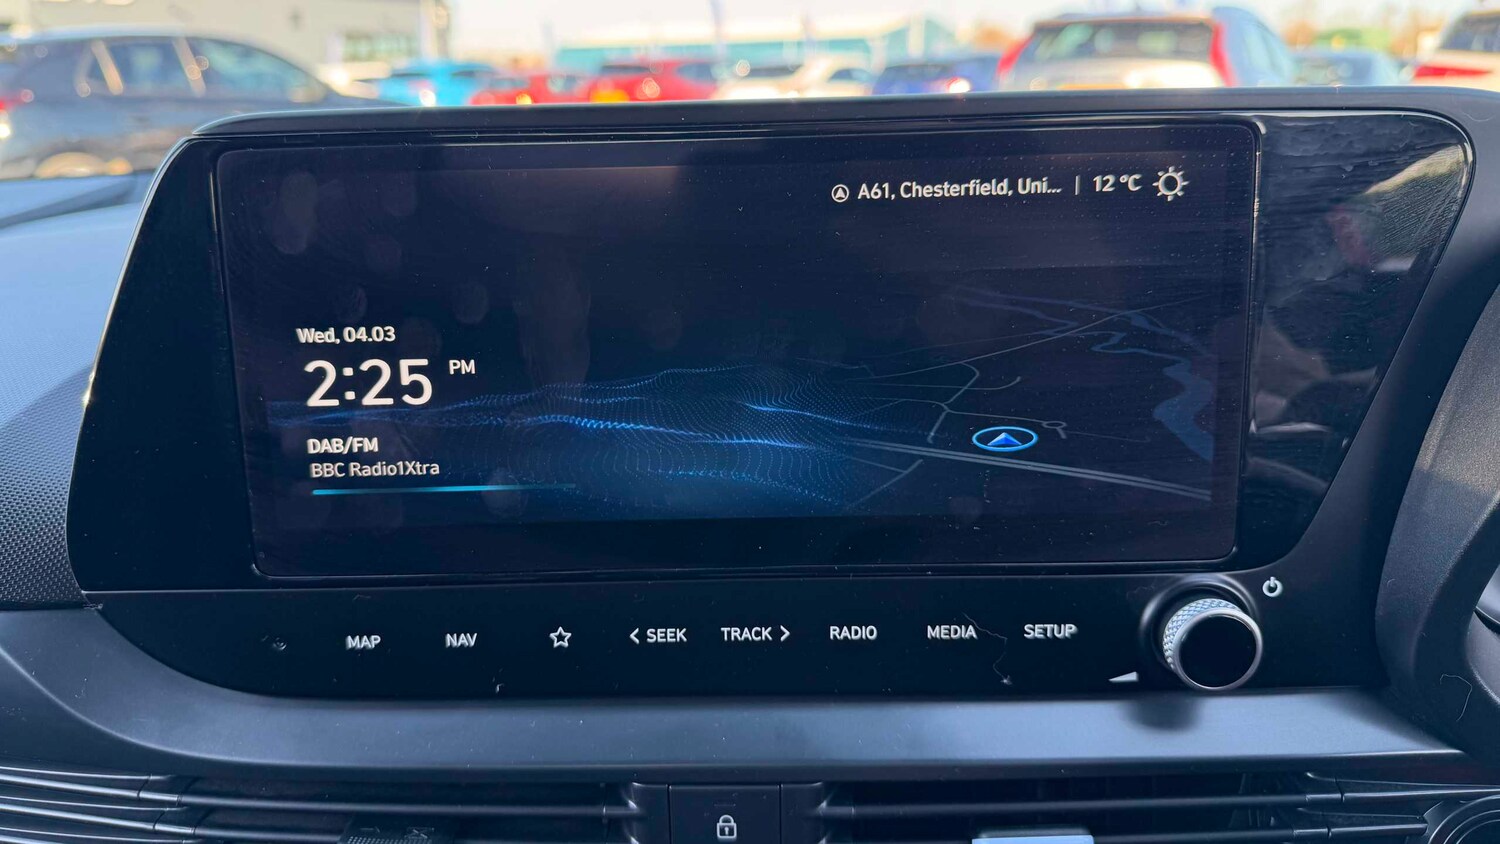 A61, Chesterfield, Uni... | 12 °C
Wed, 04.03
2:25 PM
DAB/FM
BBC Radio1Xtra
MAP
NAV
< SEEK
TRACK >
RADIO
MEDIA
SETUP